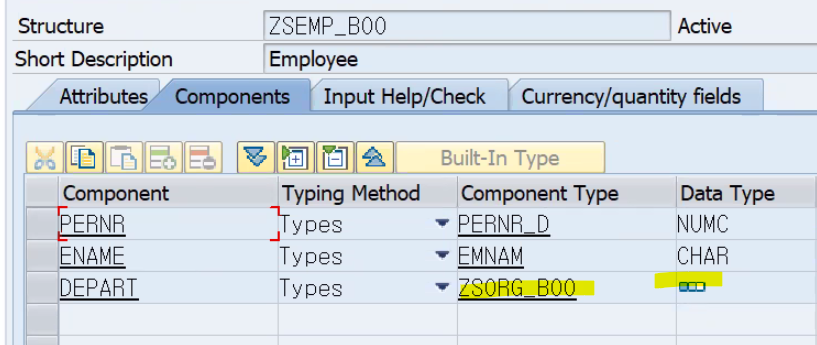 Structure ZSEMP_B00 Active
Short Description Employee
Attributes Components Input Help/Check Currency/quantity fields
Built-In Type
Component Typing Method Component Type Data Type
PERNR Types PERNR_D NUMC
ENAME Types EMNAM CHAR
DEPART Types ZSORG_B00